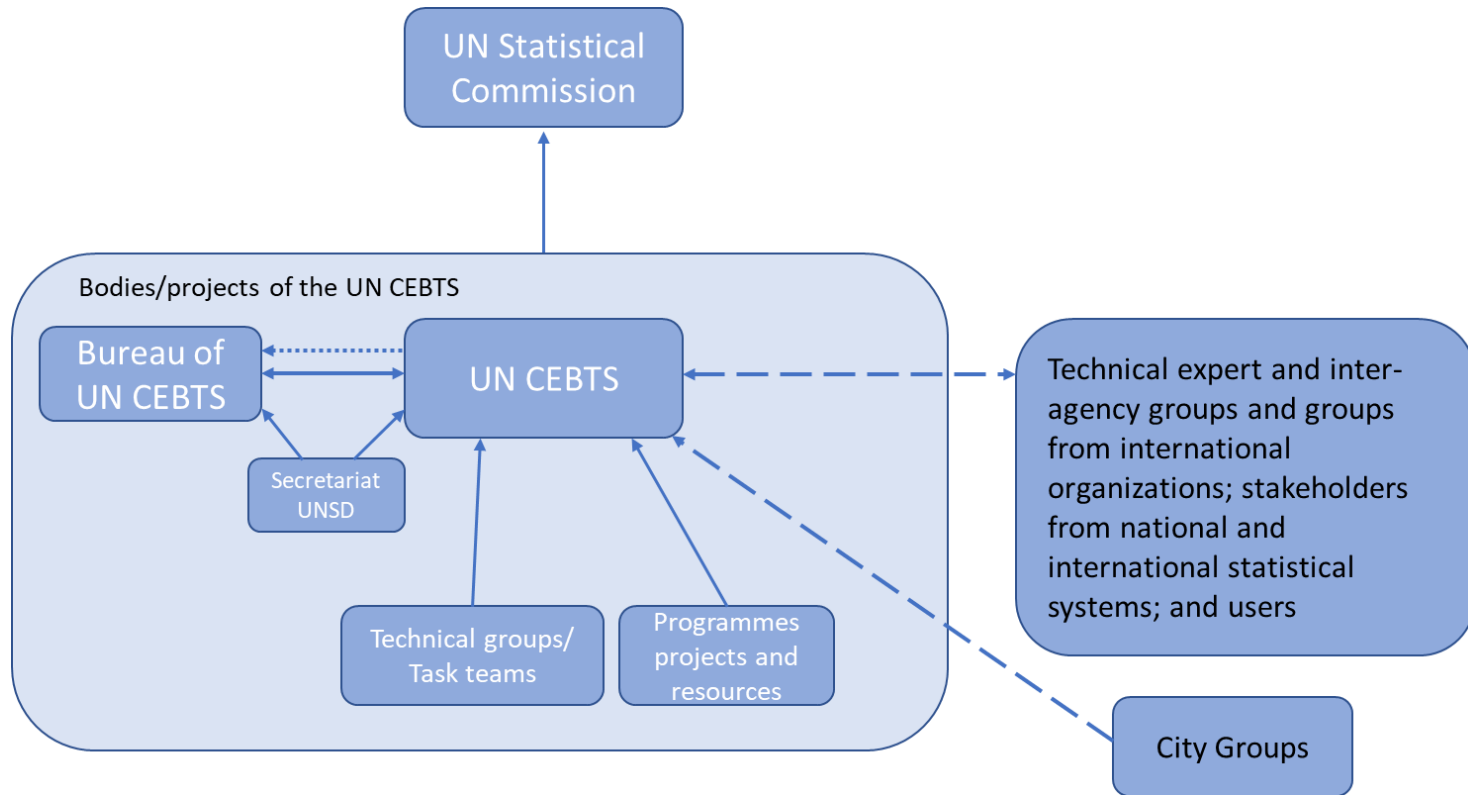 UN Statistical
Commission
Bodies/projects of the UN CEBTS
Bureau of
UN CEBTS
UN CEBTS
Secretariat
UNSD
Technical groups/
Task teams
Programmes
projects and
resources
Technical expert and inter-
agency groups and groups
from international
organizations; stakeholders
from national and
international statistical
systems; and users
City Groups